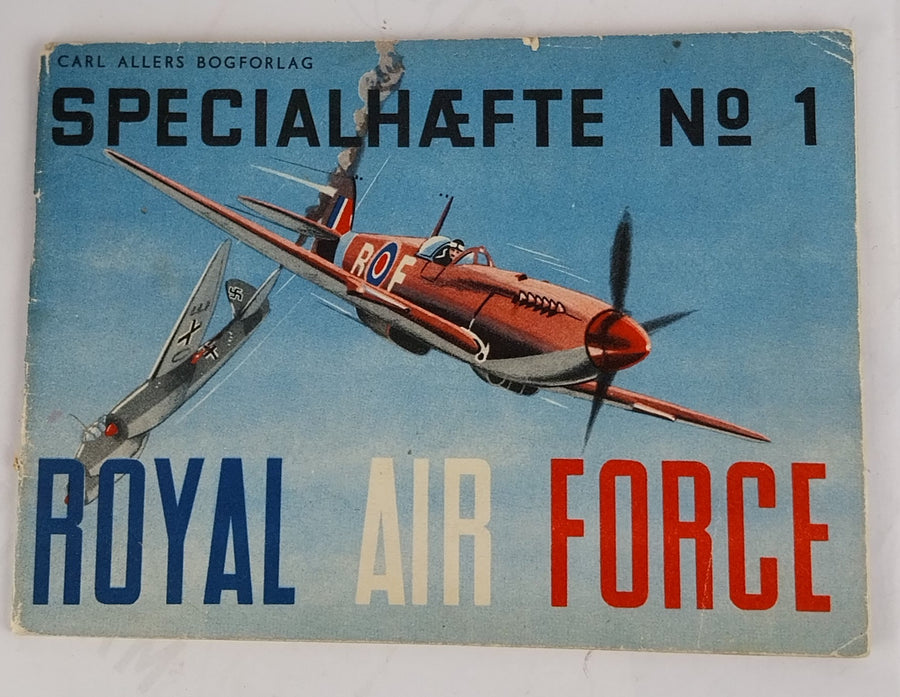 CARL ALLERS BOGFORLAG
SPECIALHÆFTE Nº 1
R F
ROYAL AIR FORCE